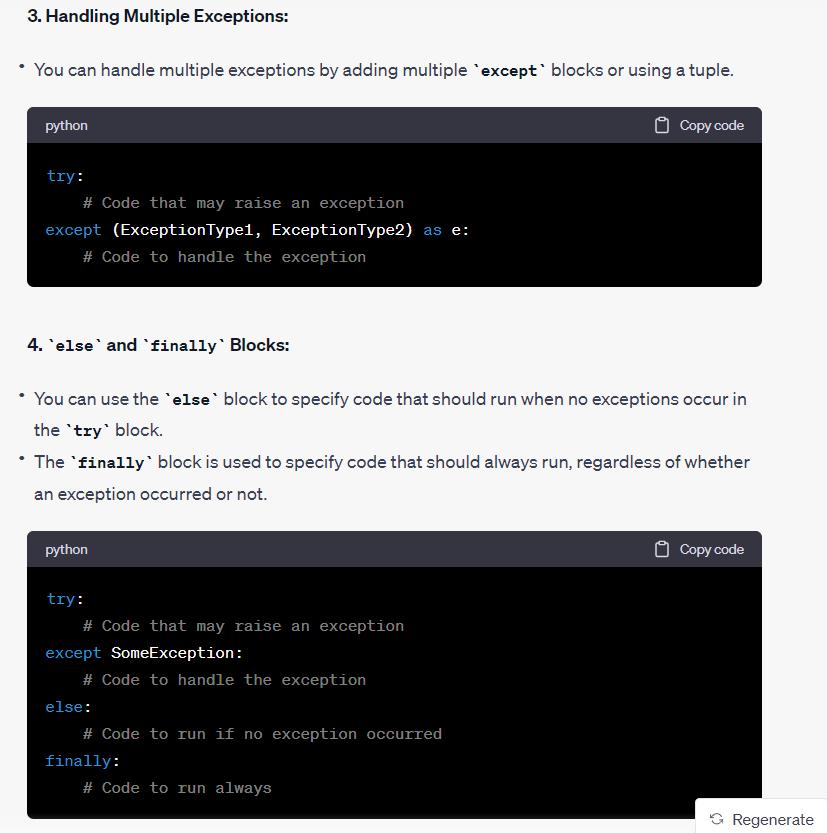 3. Handling Multiple Exceptions:
• You can handle multiple exceptions by adding multiple `except` blocks or using a tuple.
python
Copy code
try:
    # Code that may raise an exception
except (ExceptionType1, ExceptionType2) as e:
    # Code to handle the exception
4. `else` and `finally` Blocks:
• You can use the `else` block to specify code that should run when no exceptions occur in
the `try` block.
• The `finally` block is used to specify code that should always run, regardless of whether
an exception occurred or not.
python
Copy code
try:
    # Code that may raise an exception
except SomeException:
    # Code to handle the exception
else:
    # Code to run if no exception occurred
finally:
    # Code to run always
Regenerate